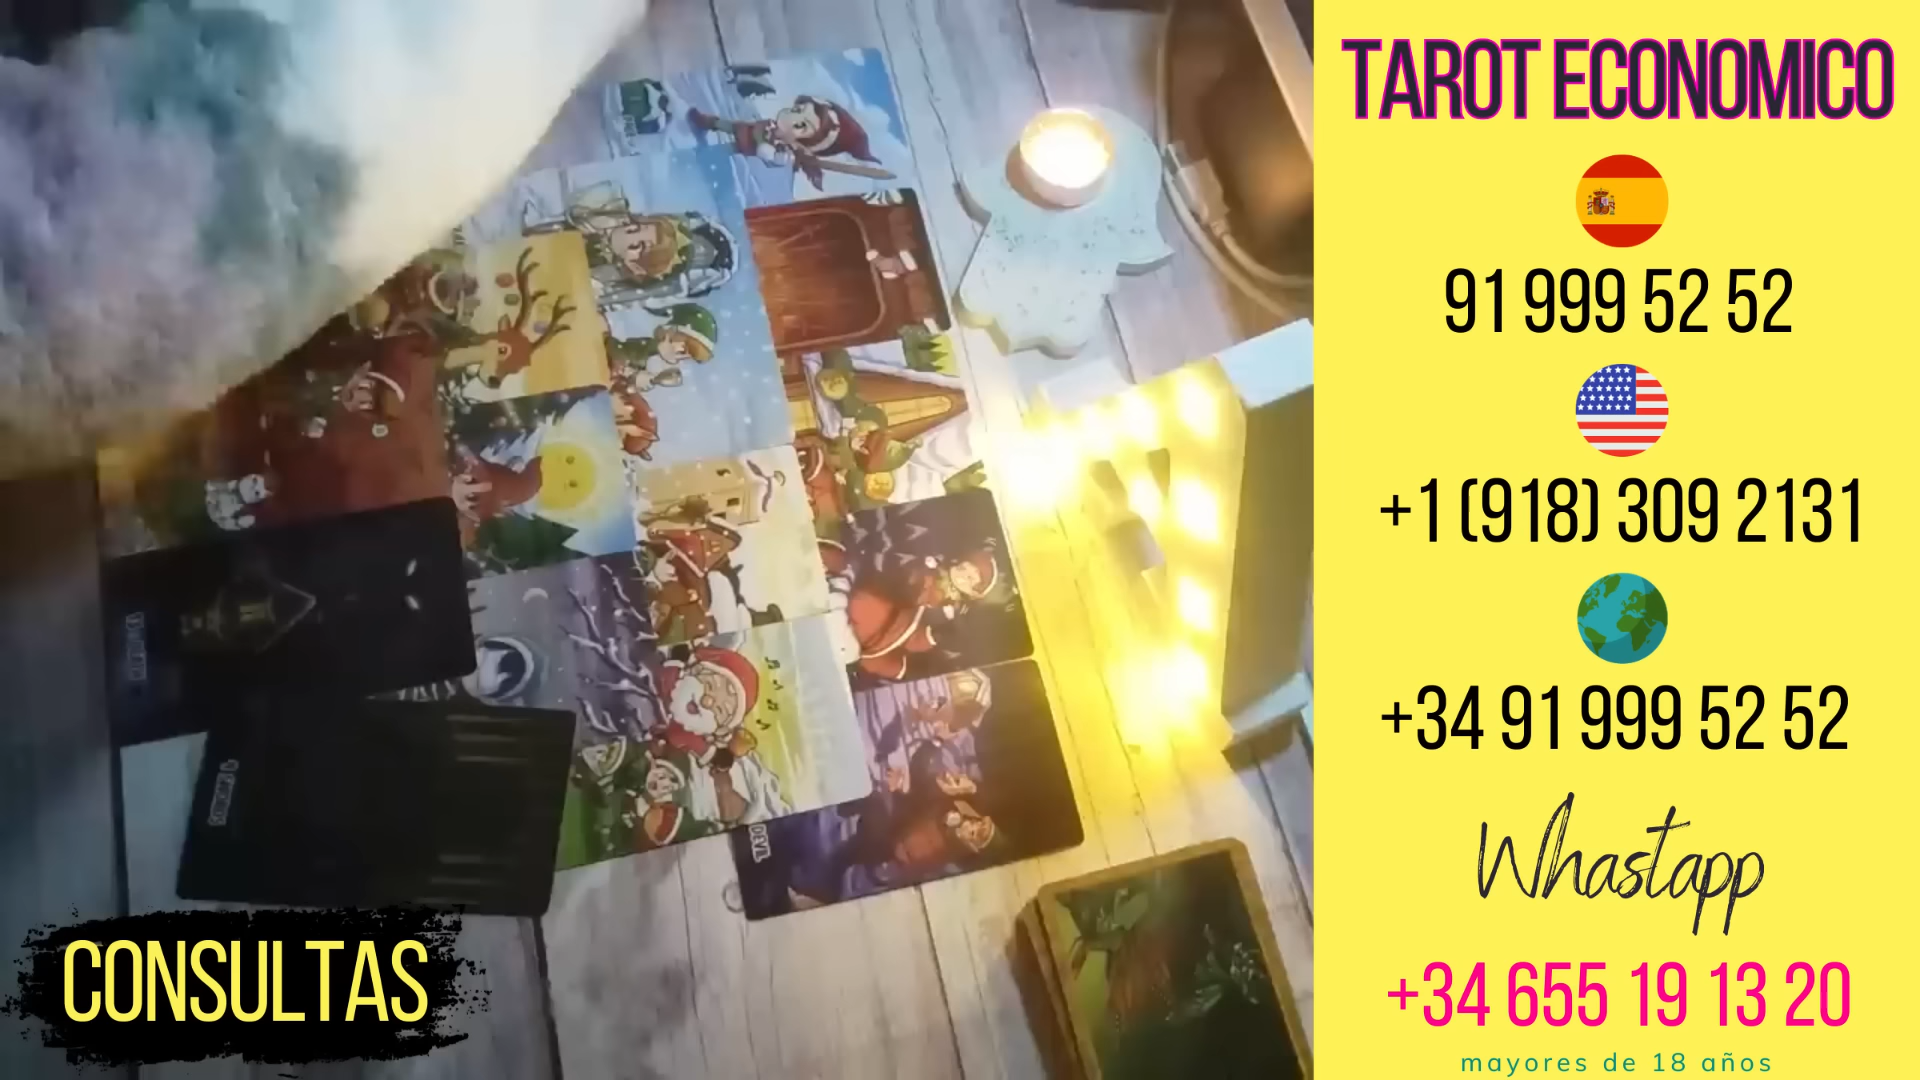 TAROT ECONOMICO
91 999 52 52
+1 (918) 309 2131
+34 91 999 52 52
Whastapp
+34 655 19 13 20
mayores de 18 años
CONSULTAS
DEVIL